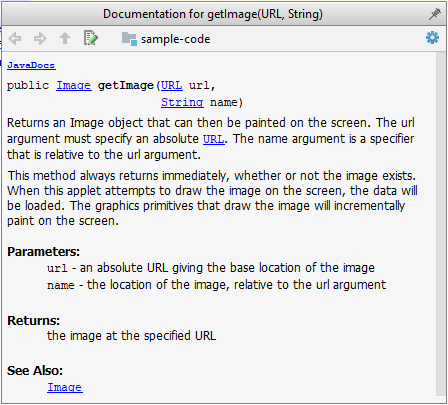 Documentation for getImage(URL, String)
sample-code
JavaDocs
public Image getImage(URL url,
String name)
Returns an Image object that can then be painted on the screen. The url
argument must specify an absolute URL. The name argument is a specifier
that is relative to the url argument.
This method always returns immediately, whether or not the image exists.
When this applet attempts to draw the image on the screen, the data will
be loaded. The graphics primitives that draw the image will incrementally
paint on the screen.
Parameters:
url - an absolute URL giving the base location of the image
name - the location of the image, relative to the url argument
Returns:
the image at the specified URL
See Also:
Image